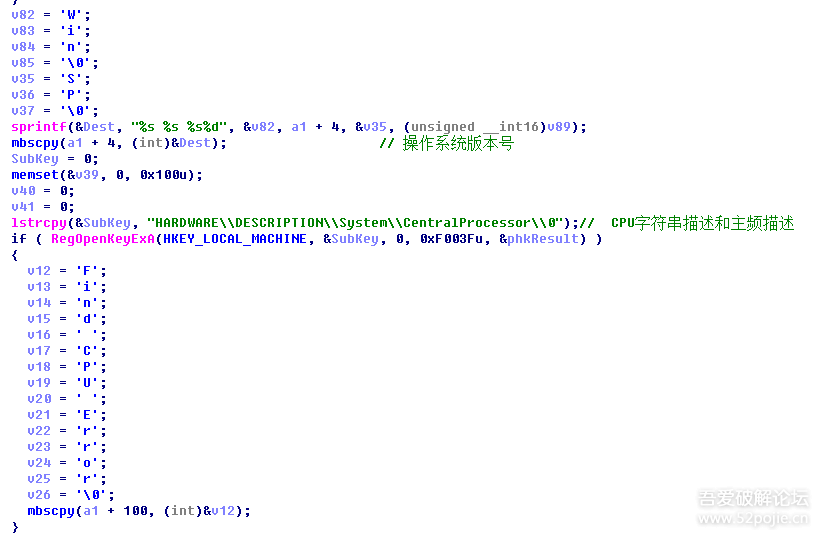 }
v82 = 'W';
v83 = 'i';
v84 = 'n';
v85 = '\0';
v35 = 'S';
v36 = 'P';
v37 = '\0';
sprintf(&Dest, "%s %s %s%d", &v82, a1 + 4, &v35, (unsigned __int16)v89);
mbscpy(a1 + 4, (int)&Dest); // 操作系统版本号
SubKey = 0;
memset(&v39, 0, 0x100u);
v40 = 0;
v41 = 0;
lstrcpy(&SubKey, "HARDWARE\\DESCRIPTION\\System\\CentralProcessor\\0");// CPU字符串描述和主频描述
if ( RegOpenKeyExA(HKEY_LOCAL_MACHINE, &SubKey, 0, 0xF003Fu, &phkResult) )
{
v12 = 'F';
v13 = 'i';
v14 = 'n';
v15 = 'd';
v16 = ' ';
v17 = 'C';
v18 = 'P';
v19 = 'U';
v20 = ' ';
v21 = 'E';
v22 = 'r';
v23 = 'r';
v24 = 'o';
v25 = 'r';
v26 = '\0';
mbscpy(a1 + 100, (int)&v12);
}
吾爱破解论坛
www.52pojie.cn